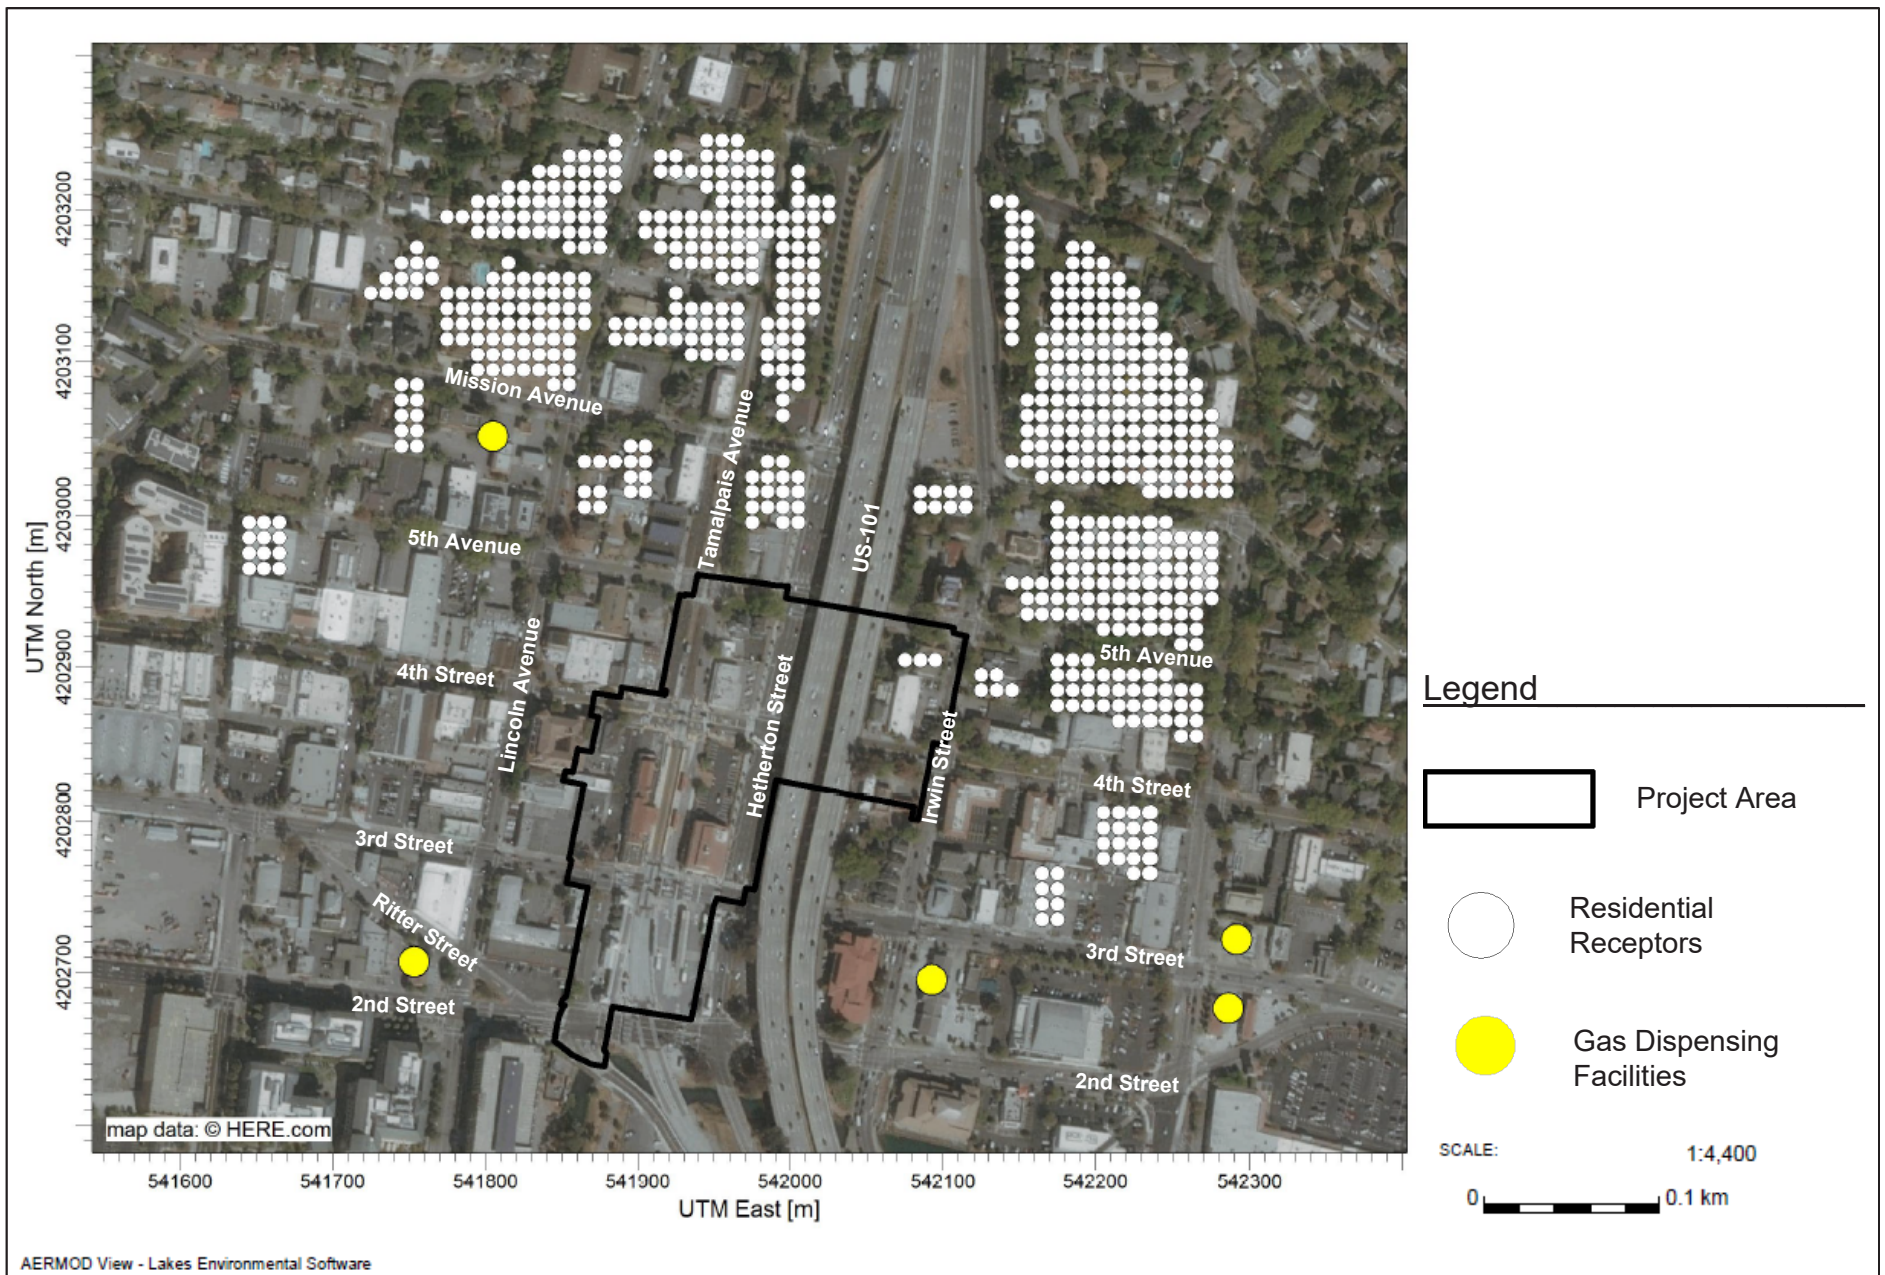 Mission Avenue
Tamalpais Avenue
5th Avenue
US-101
4th Street
Lincoln Avenue
Hetherton Street
Irwin Street
5th Avenue
4th Street
3rd Street
Ritter Street
3rd Street
2nd Street
2nd Street
map data: © HERE.com
UTM North [m]
4203200
4203100
4203000
4202900
4202800
4202700
541600 541700 541800 541900 542000 542100 542200 542300
UTM East [m]
Legend
Project Area
Residential
Receptors
Gas Dispensing
Facilities
SCALE: 1:4,400
0 0.1 km
AERMOD View - Lakes Environmental Software